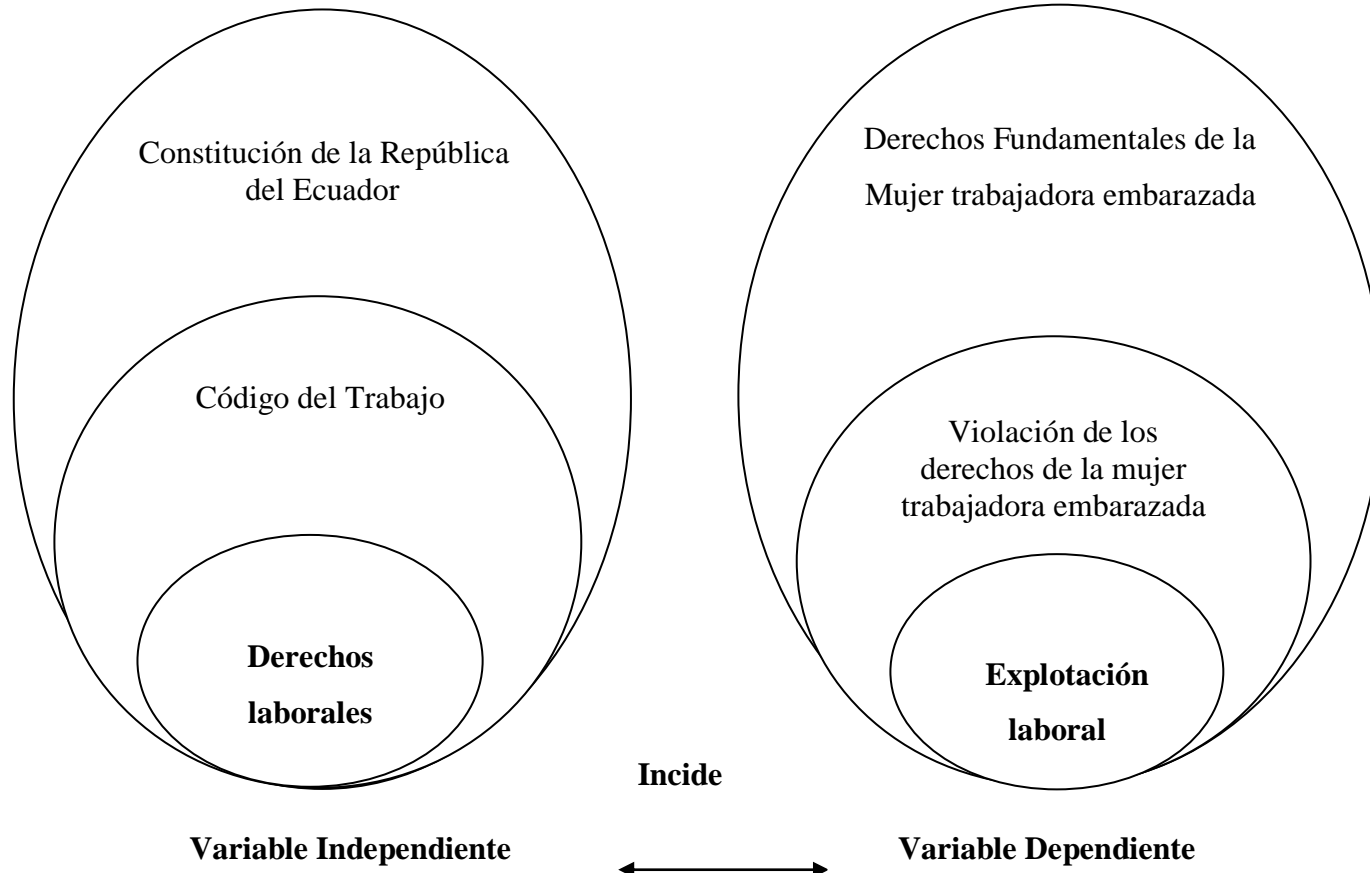 Constitución de la República
del Ecuador
Código del Trabajo
Derechos
laborales
Derechos Fundamentales de la
Mujer trabajadora embarazada
Violación de los
derechos de la mujer
trabajadora embarazada
Explotación
laboral
Incide
Variable Independiente
Variable Dependiente